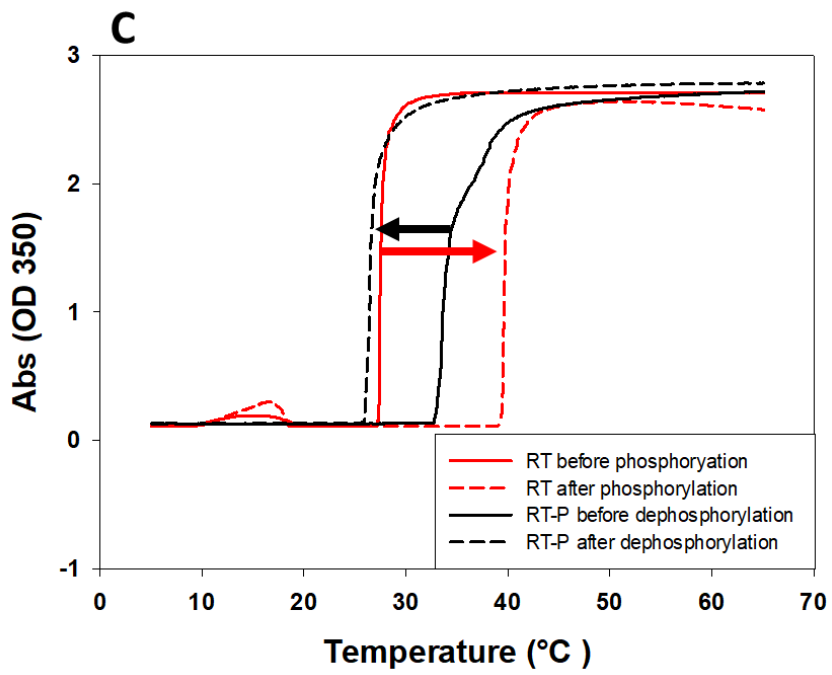 C
3
2
1
0
-1
Abs (OD 350)
RT before phosphoryation
RT after phosphorylation
RT-P before dephosphorylation
RT-P after dephosphorylation
0 10 20 30 40 50 60 70
Temperature (°C )